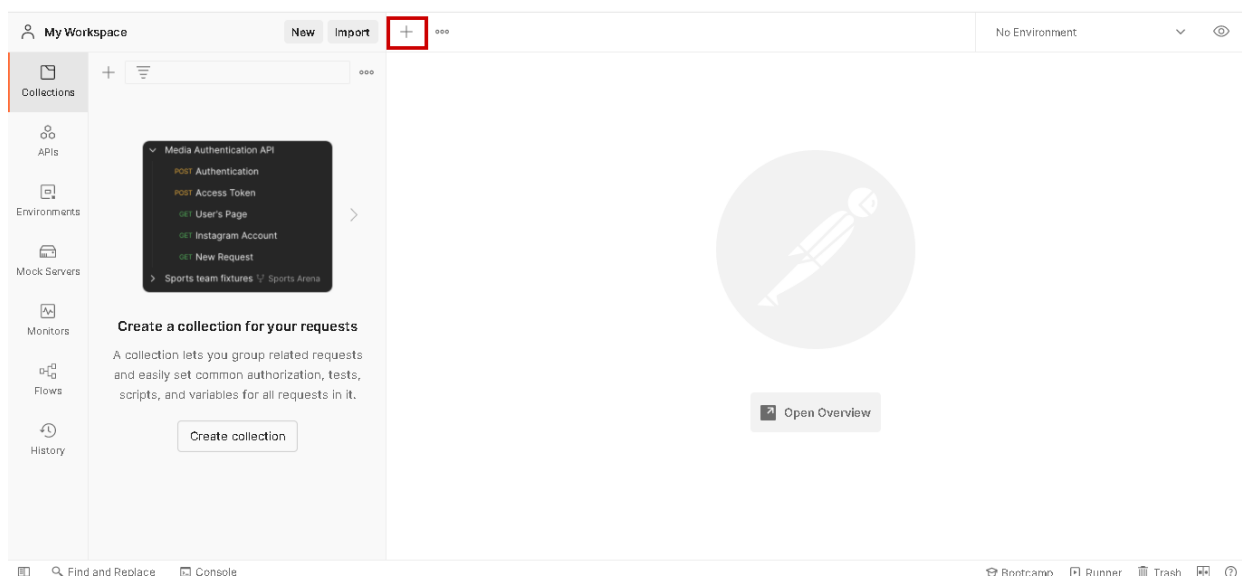 My Workspace
New
Import
No Environment
Collections
APIs
Environments
Mock Servers
Monitors
Flows
History
Media Authentication API
POST Authentication
POST Access Token
GET User's Page
GET Instagram Account
GET New Request
Sports team fixtures Sports Arena
Create a collection for your requests
A collection lets you group related requests
and easily set common authorization, tests,
scripts, and variables for all requests in it.
Create collection
Open Overview
Find and Replace
Console
Bootcamp
Runner
Trash